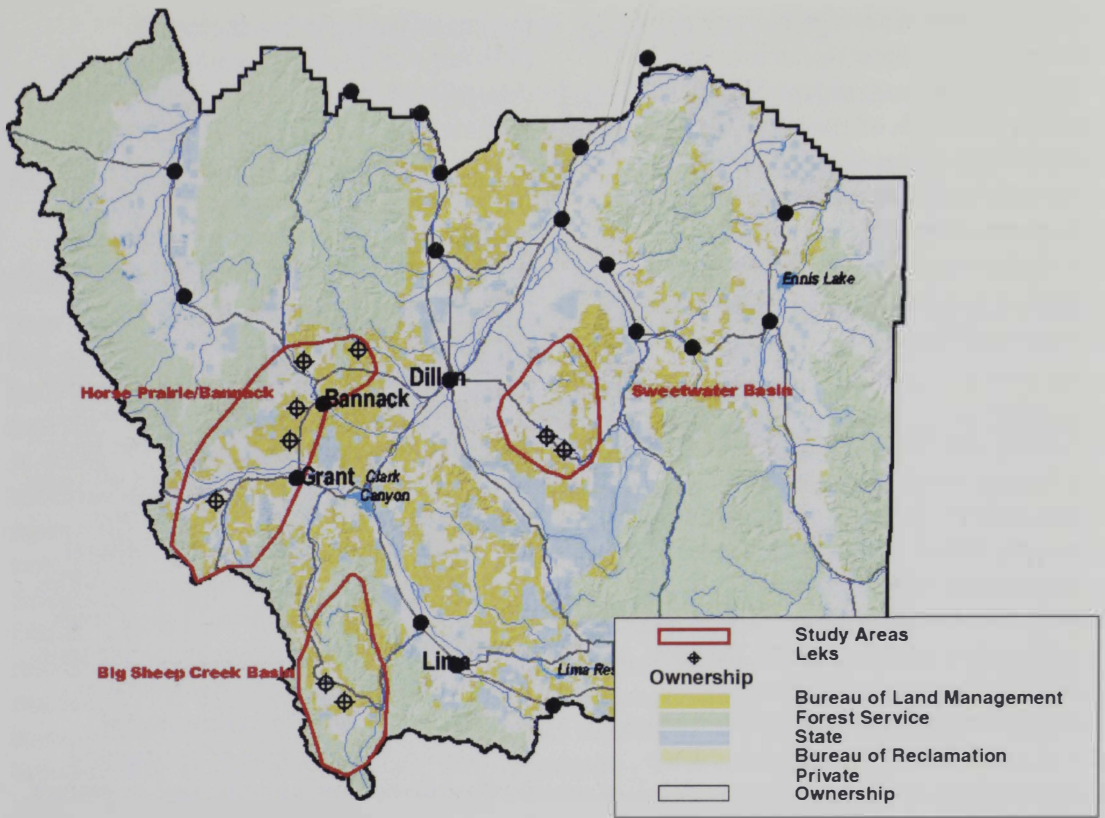 Ennis Lake
Dillon
Horse Prairie/Bannack
Sweetwater Basin
Bannack
Grant
Clark
Canyon
Big Sheep Creek Basin
Lima
Lima Res
Study Areas
Leks
Ownership
Bureau of Land Management
Forest Service
State
Bureau of Reclamation
Private
Ownership